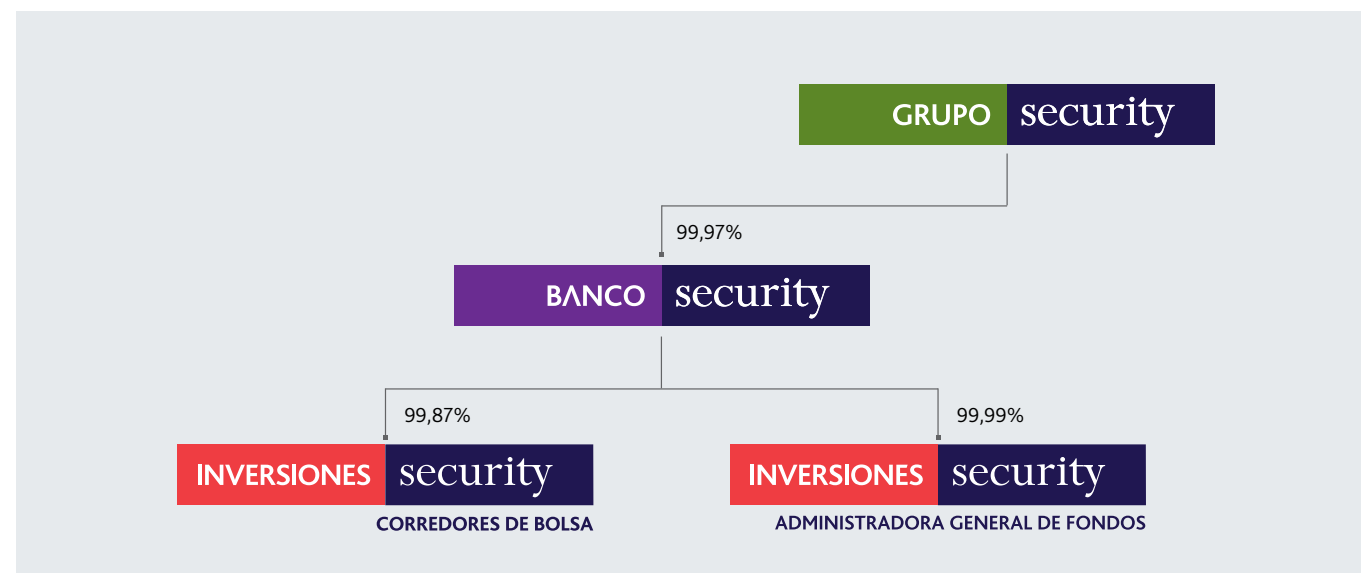 GRUPO security
99,97%
BANCO security
99,87%
99,99%
INVERSIONES security
INVERSIONES security
CORREDORES DE BOLSA
ADMINISTRADORA GENERAL DE FONDOS